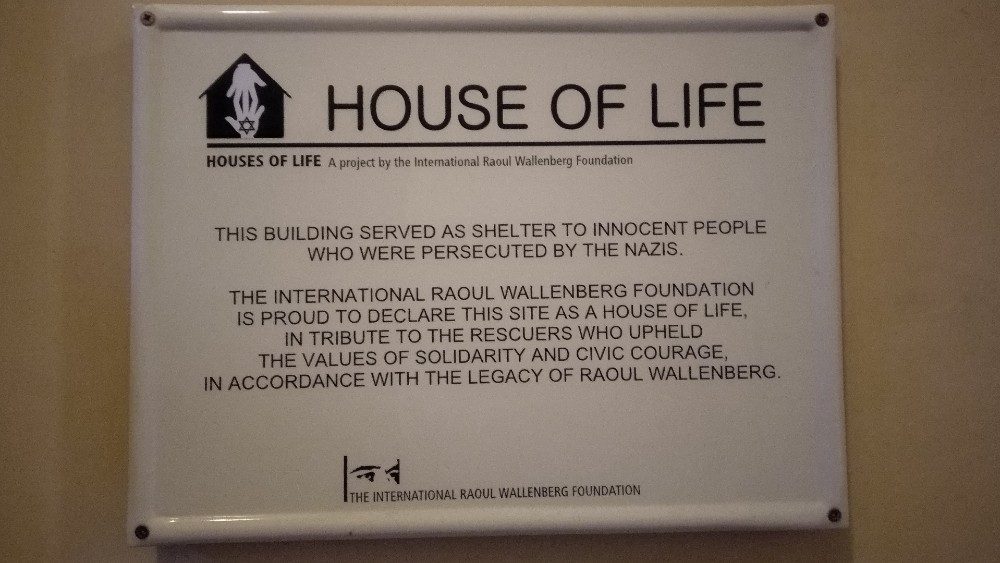 HOUSE OF LIFE
HOUSES OF LIFE A project by the International Raoul Wallenberg Foundation
THIS BUILDING SERVED AS SHELTER TO INNOCENT PEOPLE
WHO WERE PERSECUTED BY THE NAZIS.
THE INTERNATIONAL RAOUL WALLENBERG FOUNDATION
IS PROUD TO DECLARE THIS SITE AS A HOUSE OF LIFE,
IN TRIBUTE TO THE RESCUERS WHO UPHELD
THE VALUES OF SOLIDARITY AND CIVIC COURAGE,
IN ACCORDANCE WITH THE LEGACY OF RAOUL WALLENBERG.
THE INTERNATIONAL RAOUL WALLENBERG FOUNDATION